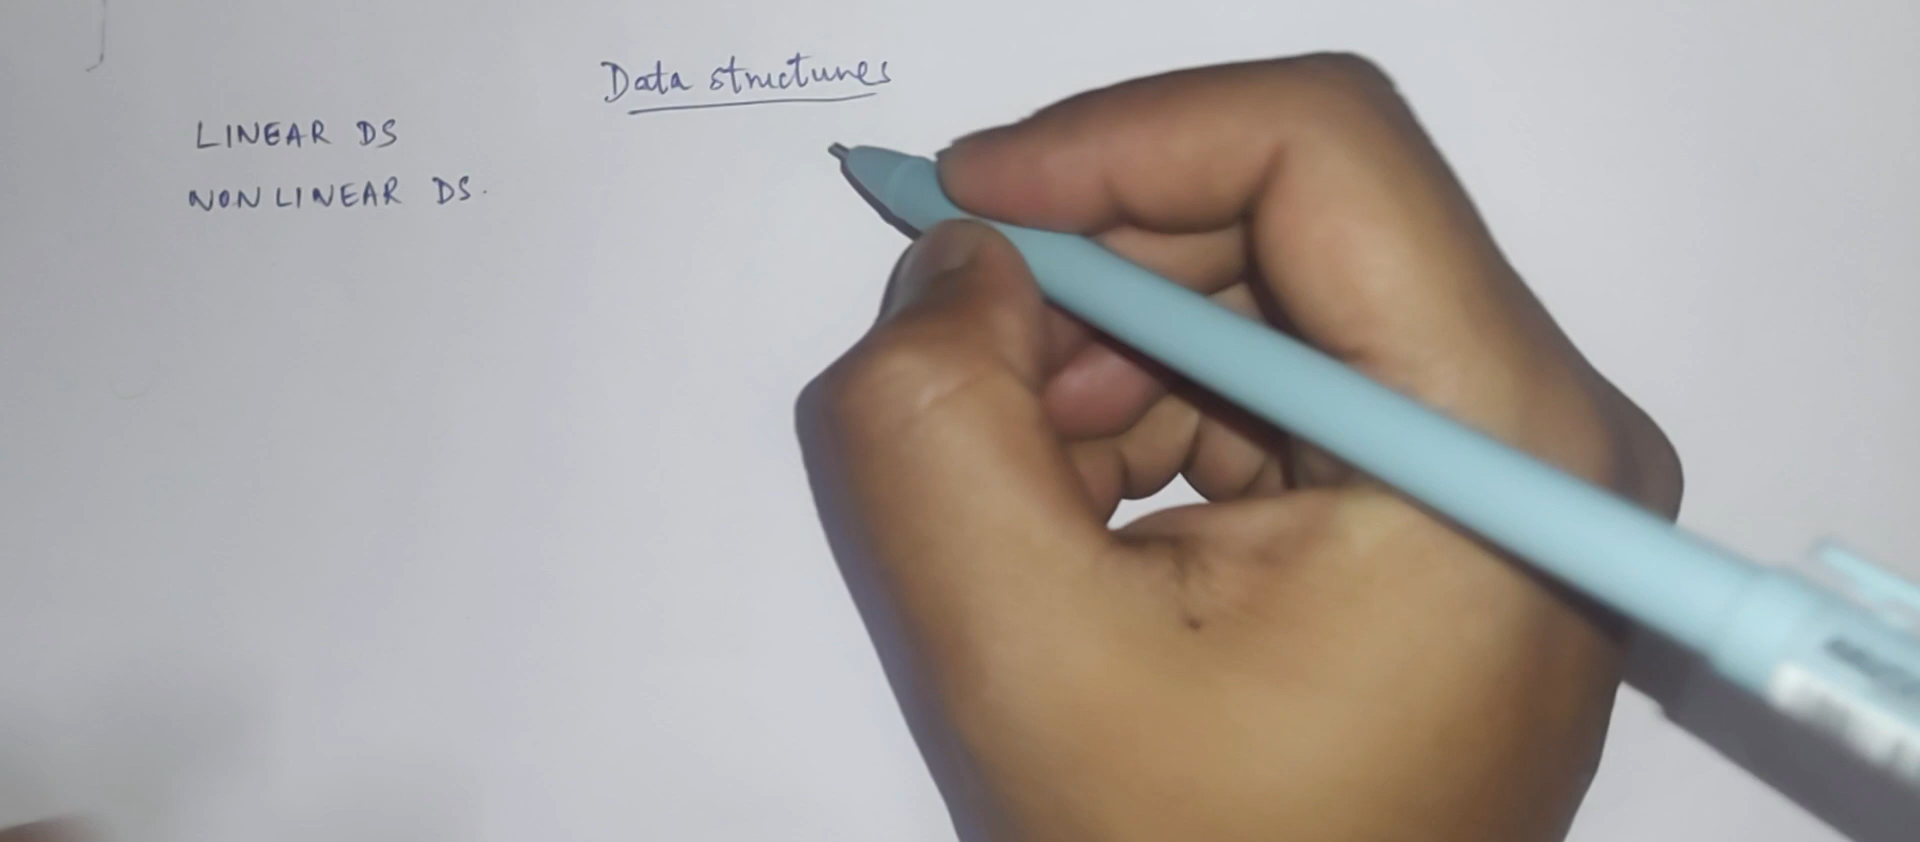 Data structures
LINEAR DS
NON LINEAR DS.